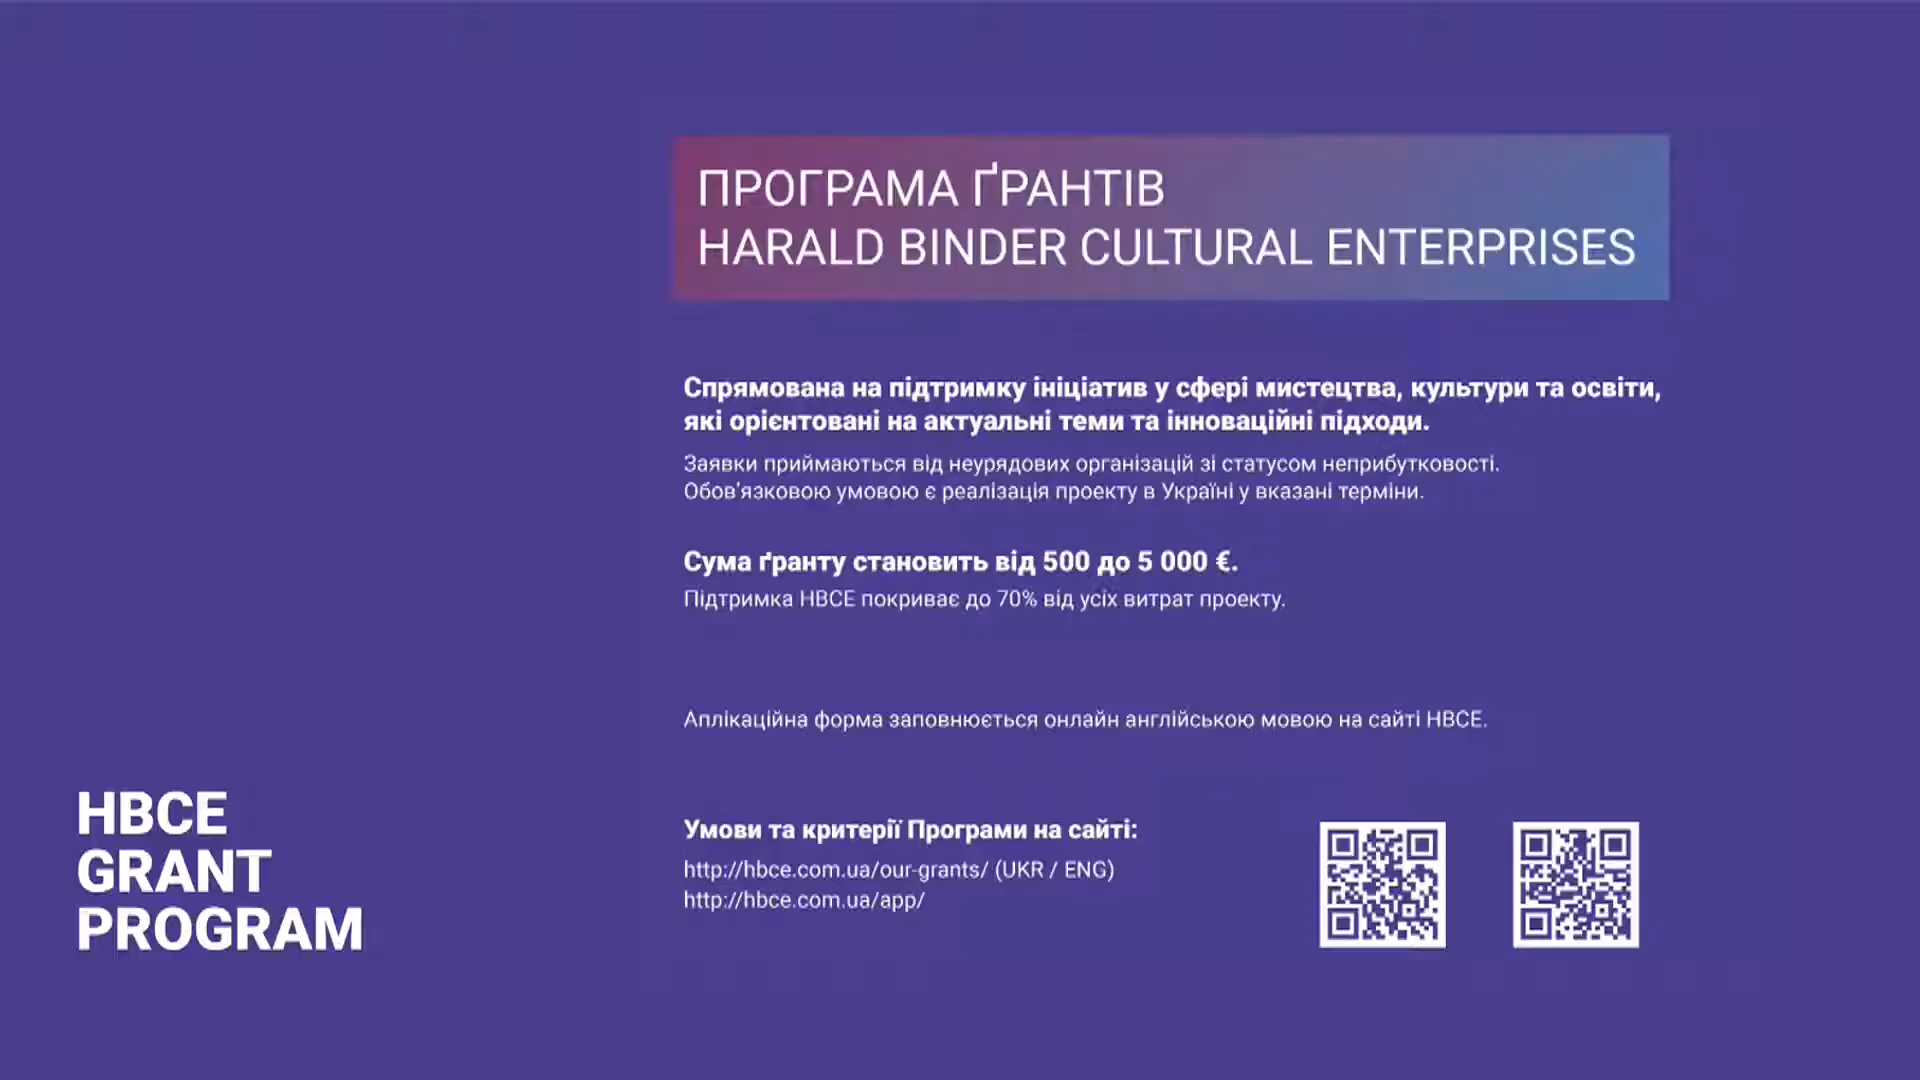 ПРОГРАМА ҐРАНТІВ
HARALD BINDER CULTURAL ENTERPRISES
Спрямована на підтримку ініціатив у сфері мистецтва, культури та освіти,
які орієнтовані на актуальні теми та інноваційні підходи.
Заявки приймаються від неурядових організацій зі статусом неприбутковості.
Обов'язковою умовою є реалізація проекту в Україні у вказані терміни.
Сума ґранту становить від 500 до 5 000 €.
Підтримка HBCE покриває до 70% від усіх витрат проекту.
Аплікаційна форма заповнюється онлайн англійською мовою на сайті HBCE.
Умови та критерії Програми на сайті:
http://hbce.com.ua/our-grants/ (UKR / ENG)
http://hbce.com.ua/app/
HBCE
GRANT
PROGRAM